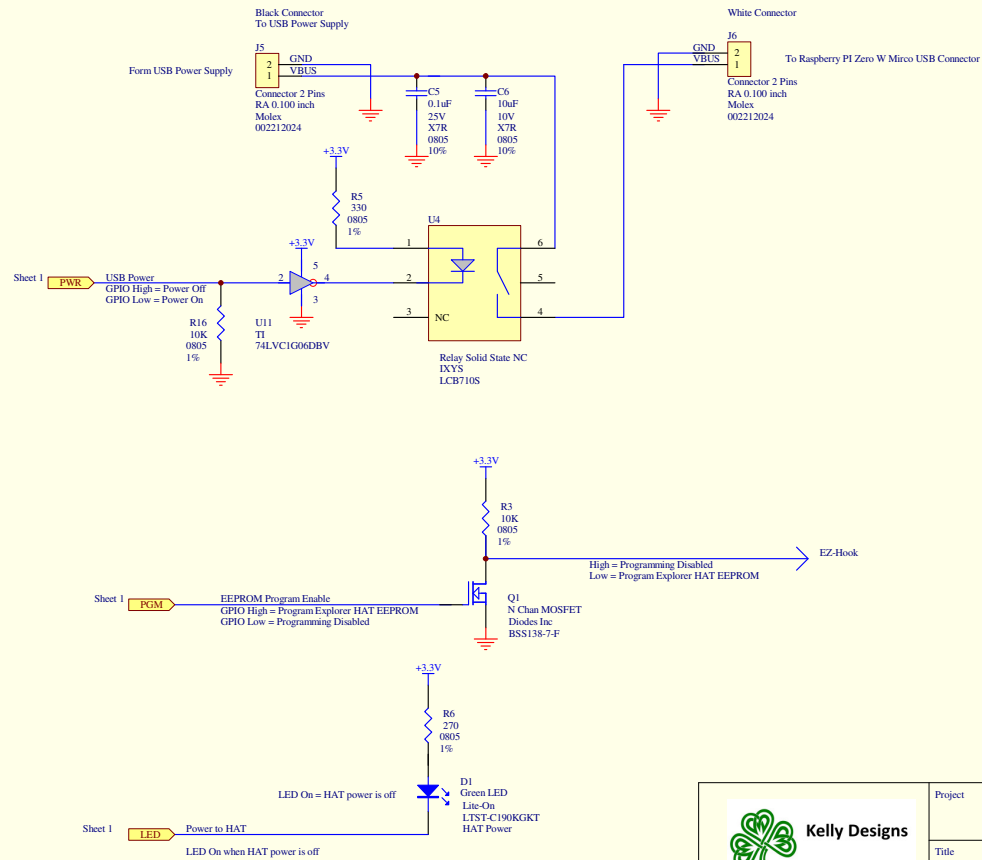 Black Connector
To USB Power Supply
J5
GND
2
VBUS
1
Form USB Power Supply
Connector 2 Pins
RA 0.100 inch
Molex
002212024
C5
0.1uF
25V
X7R
0805
10%
C6
10uF
10V
X7R
0805
10%
White Connector
J6
GND
2
VBUS
1
To Raspberry PI Zero W Mirco USB Connector
Connector 2 Pins
RA 0.100 inch
Molex
002212024
+3.3V
R5
330
0805
1%
U4
1
2
3
NC
6
5
4
Relay Solid State NC
IXYS
LCB710S
Sheet 1
PWR
USB Power
GPIO High = Power Off
GPIO Low = Power On
R16
10K
0805
1%
+3.3V
5
2
4
3
U11
TI
74LVC1G06DBV
+3.3V
R3
10K
0805
1%
EZ-Hook
High = Programming Disabled
Low = Program Explorer HAT EEPROM
Sheet 1
PGM
EEPROM Program Enable
GPIO High = Program Explorer HAT EEPROM
GPIO Low = Programming Disabled
Q1
N Chan MOSFET
Diodes Inc
BSS138-7-F
+3.3V
R6
270
0805
1%
LED On = HAT power is off
D1
Green LED
Lite-On
LTST-C190KGKT
HAT Power
Sheet 1
LED
Power to HAT
LED On when HAT power is off
Kelly Designs
Project
Title